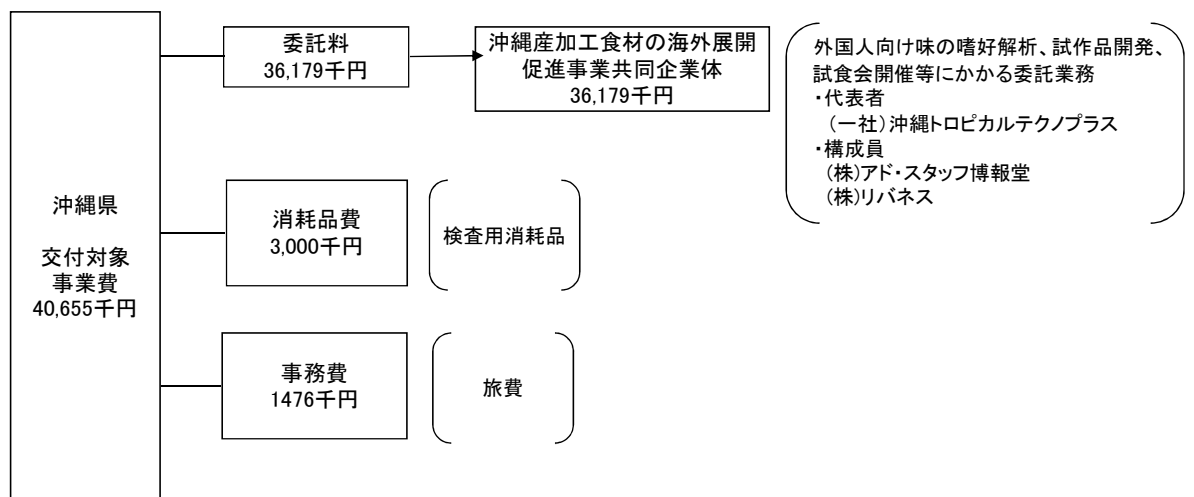 沖縄県
交付対象
事業費
40,655千円
委託料
36,179千円
沖縄産加工食材の海外展開
促進事業共同企業体
36,179千円
外国人向け味の嗜好解析、試作品開発、
試食会開催等にかかる委託業務
・代表者
(一社)沖縄トロピカルテクノプラス
・構成員
(株)アド・スタッフ博報堂
(株)リバネス
消耗品費
3,000千円
検査用消耗品
事務費
1476千円
旅費